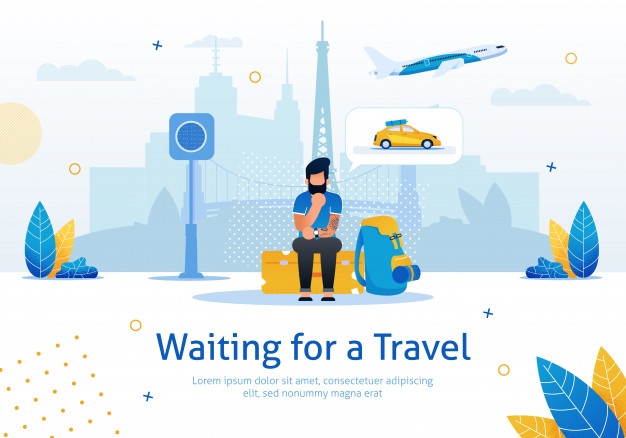 Waiting for a Travel
Lorem ipsum dolor sit amet, consectetuer adipiscing
elit, sed nonummy magna erat